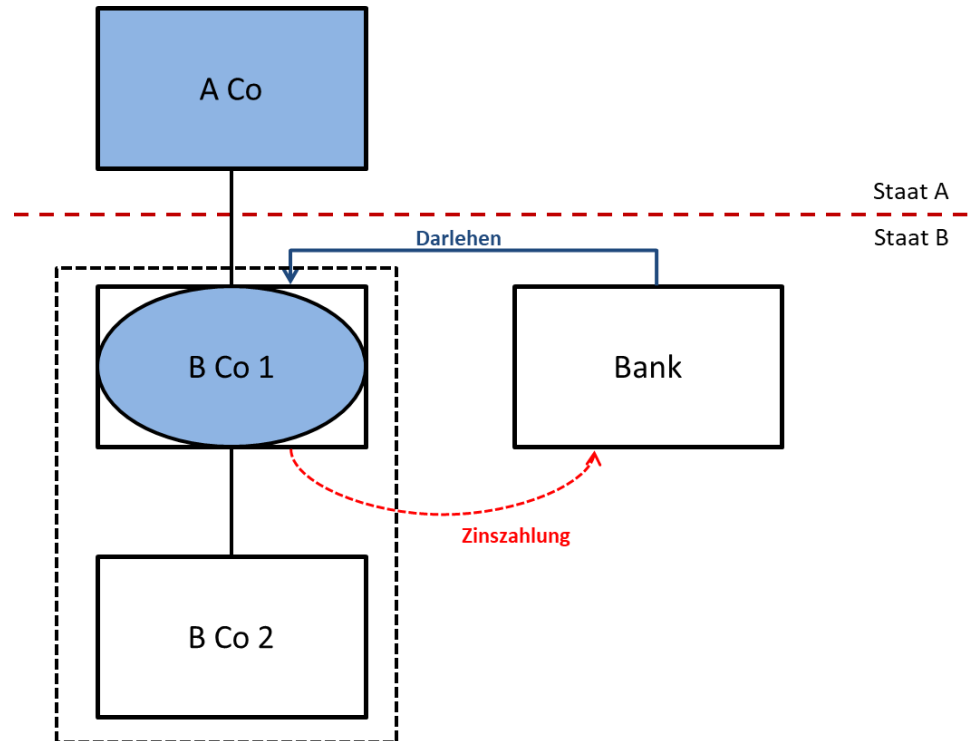 A Co
Staat A
Staat B
Darlehen
B Co 1
Bank
Zinszahlung
B Co 2